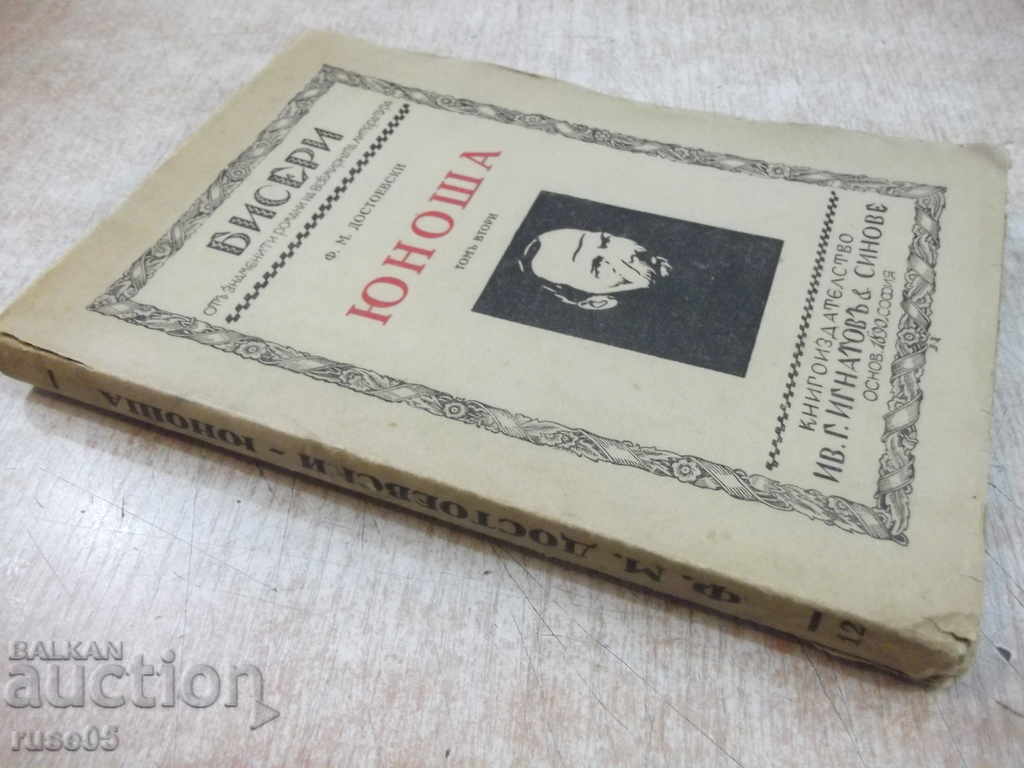 БИСЕРИ
отъ знаменити романи на всемирната литература
Ф. М. ДОСТОЕВСКИ
ЮНОША
ТОМЪ ВТОРИ
КНИГОИЗДАТЕЛСТВО
ИВ. Г. ИГНАТОВЪ & СИНОВЕ
ОСНОВ. 1890. СОФИЯ
Ф. М. ДОСТОЕВСКИ - ЮНОША
12
BALKAN
auction
ruse05